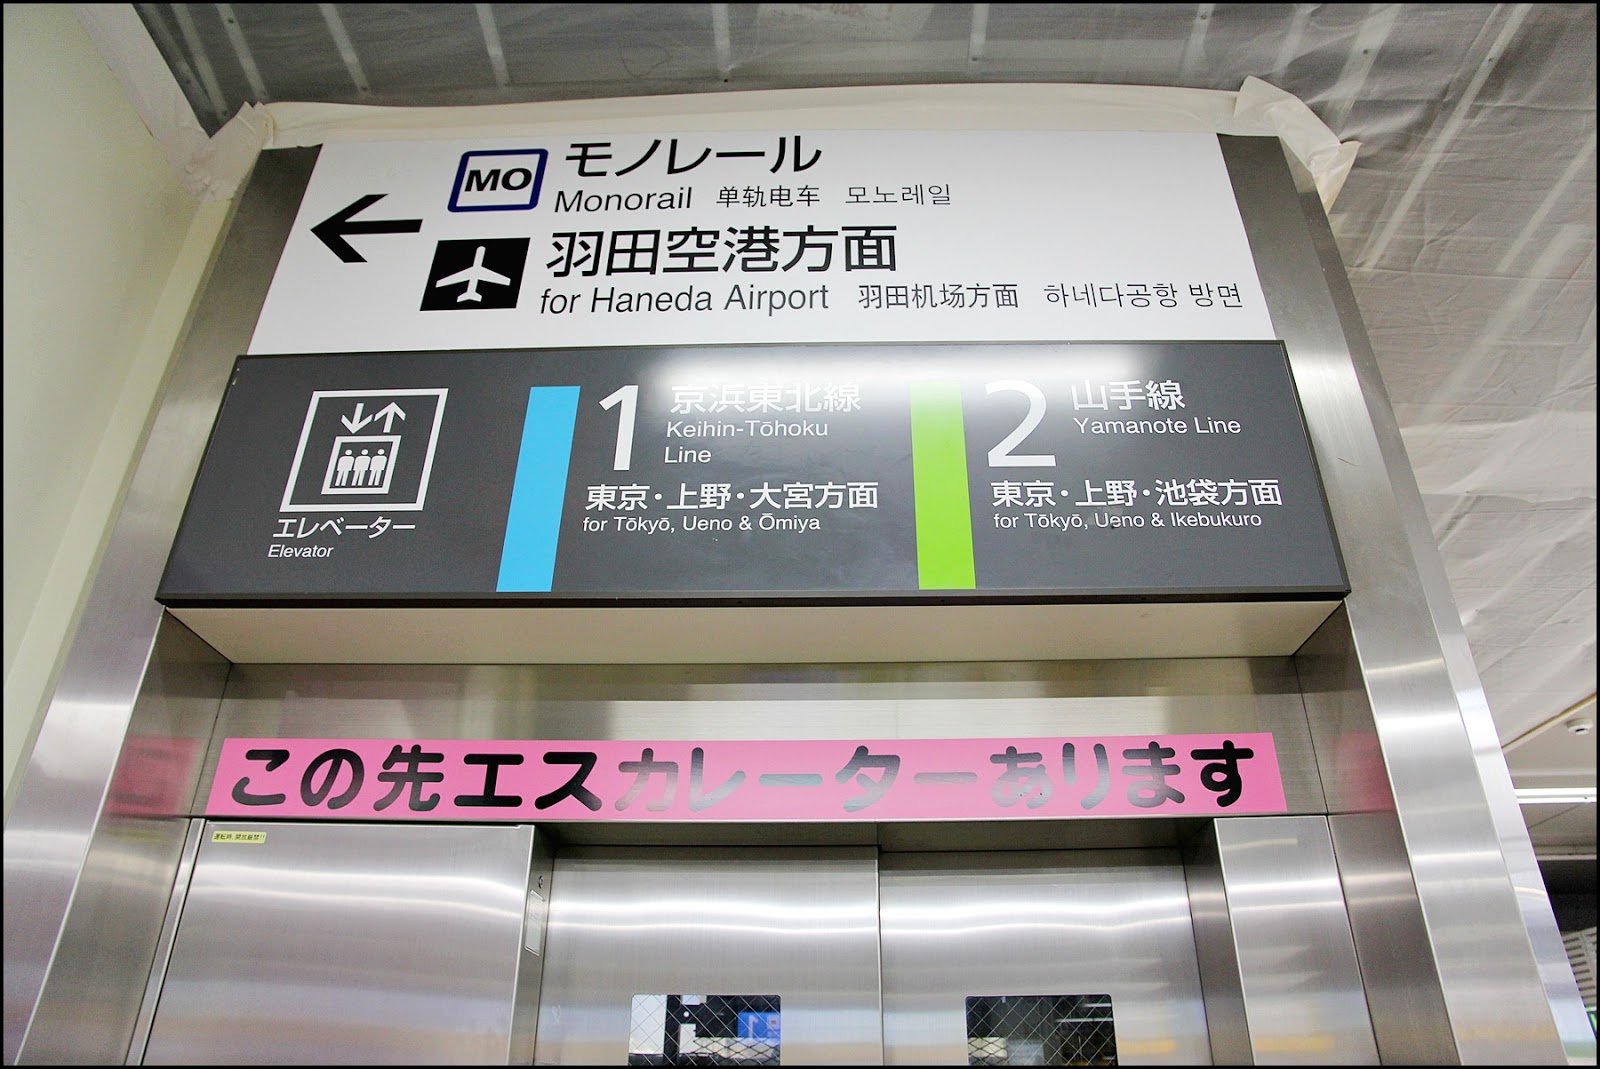 MO モノレール
Monorail 单轨电车 모노레일
羽田空港方面
for Haneda Airport 羽田机场方面 하네다공항 방면
エレベーター
Elevator
1 京浜東北線
Keihin-Tōhoku
Line
東京・上野・大宮方面
for Tōkyō, Ueno & Ōmiya
2 山手線
Yamanote Line
東京・上野・池袋方面
for Tōkyō, Ueno & Ikebukuro
この先エスカレーターあります